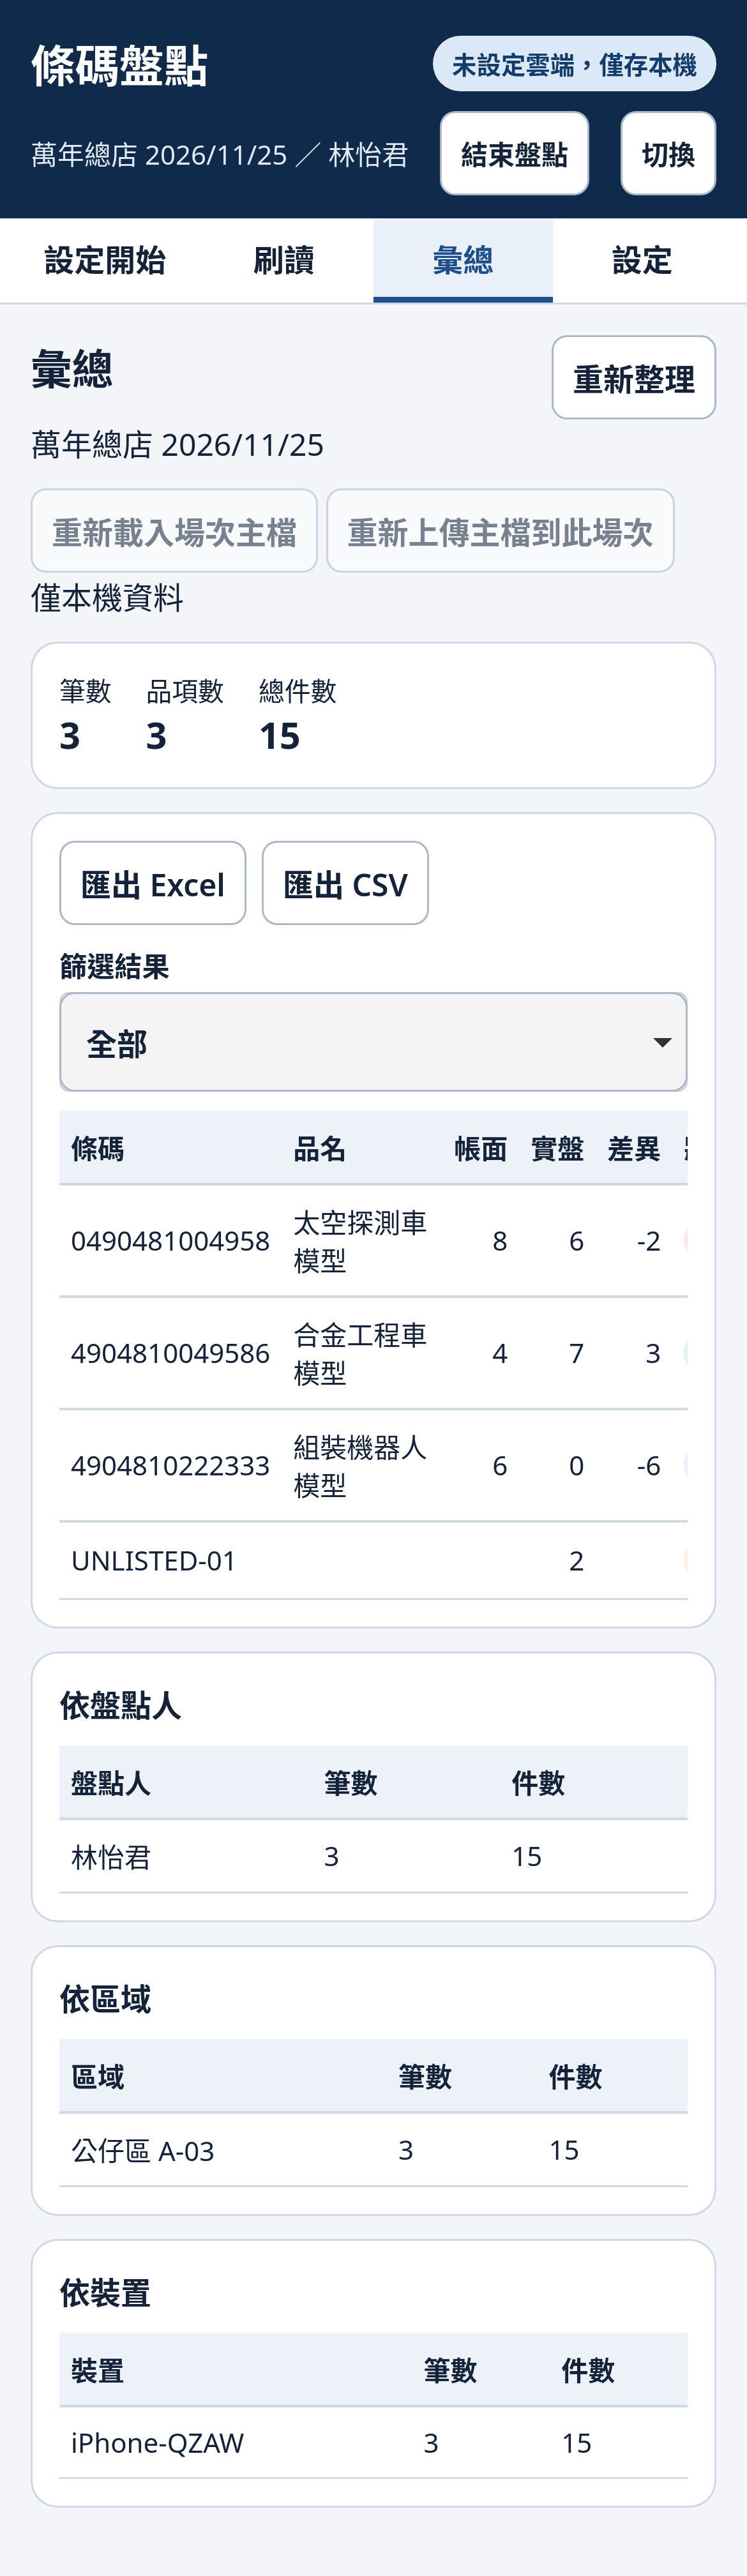 條碼盤點
未設定雲端，僅存本機
萬年總店 2026/11/25 ／ 林怡君
結束盤點
切換
設定開始 刷讀 彙總 設定
彙總
重新整理
萬年總店 2026/11/25
重新載入場次主檔
重新上傳主檔到此場次
僅本機資料
筆數 品項數 總件數
3 3 15
匯出 Excel
匯出 CSV
篩選結果
全部
條碼 品名 帳面 實盤 差異
0490481004958 太空探測車 8 6 -2
模型
4904810049586 合金工程車 4 7 3
模型
4904810222333 組裝機器人 6 0 -6
模型
UNLISTED-01 2
依盤點人
盤點人 筆數 件數
林怡君 3 15
依區域
區域 筆數 件數
公仔區 A-03 3 15
依裝置
裝置 筆數 件數
iPhone-QZAW 3 15